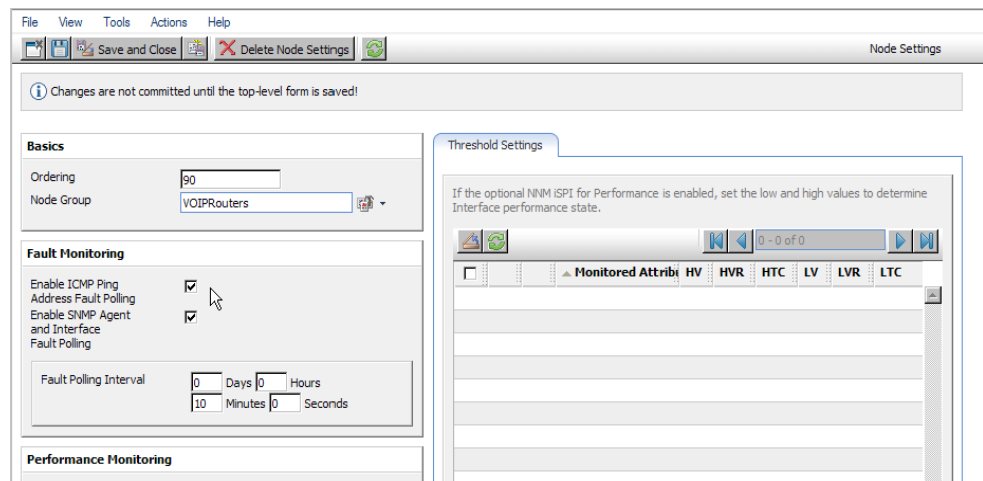 File View Tools Actions Help
Save and Close Delete Node Settings Node Settings
Changes are not committed until the top-level form is saved!
Basics
Ordering 90
Node Group VOIPRouters
Fault Monitoring
Enable ICMP Ping
Address Fault Polling
Enable SNMP Agent
and Interface
Fault Polling
Fault Polling Interval 0 Days 0 Hours
10 Minutes 0 Seconds
Performance Monitoring
Threshold Settings
If the optional NNM iSPI for Performance is enabled, set the low and high values to determine
Interface performance state.
0 - 0 of 0
Monitored Attribu HV HVR HTC LV LVR LTC